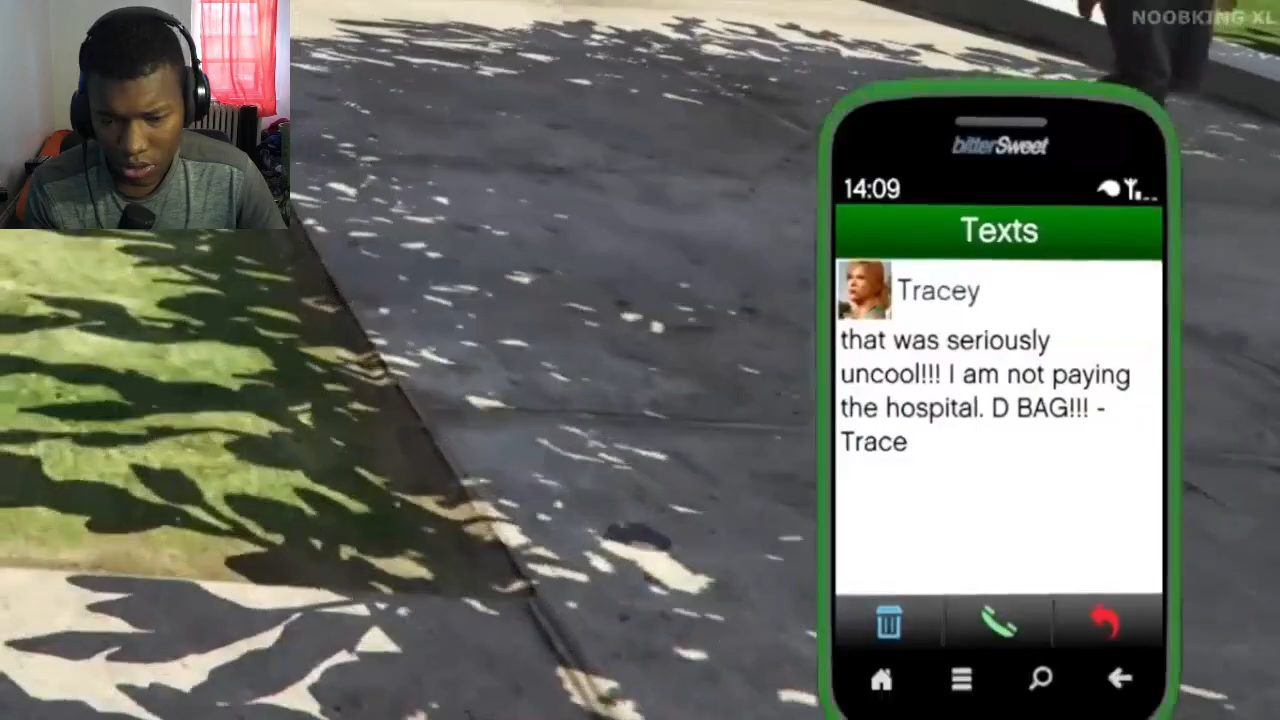 NOOBKING XL
bitterSweet
14:09
Texts
Tracey
that was seriously
uncool!!! I am not paying
the hospital. D BAG!!! -
Trace